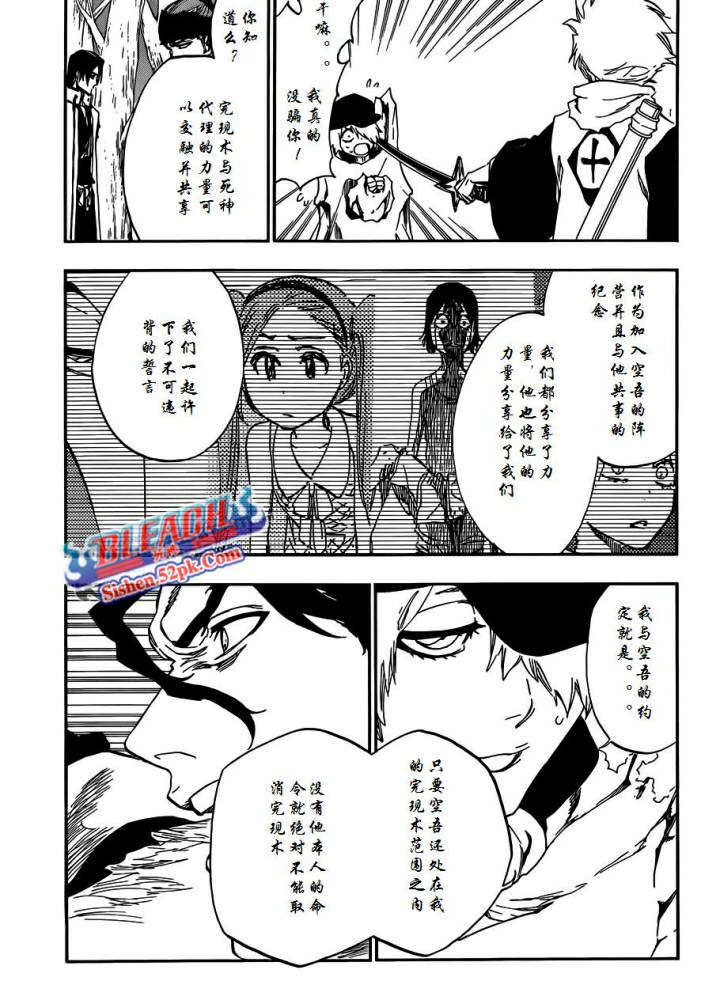 干嘛。。
我真的
没骗你！
你知
道么？
完现术与死神
代理的力量可
以交融并共享
作为加入空吾的阵
营并且与他共事的
纪念
我们都分享了力
量，他也将他的
力量分享给了我们
我们一起许
下了不可违
背的誓言
BLEACH
死神
Sishen.52pk.Com
我与空吾的约
定就是。。。
只要空吾还处在我
的完现术范围之内
没有他本人的命
令就绝对不能取
消完现术